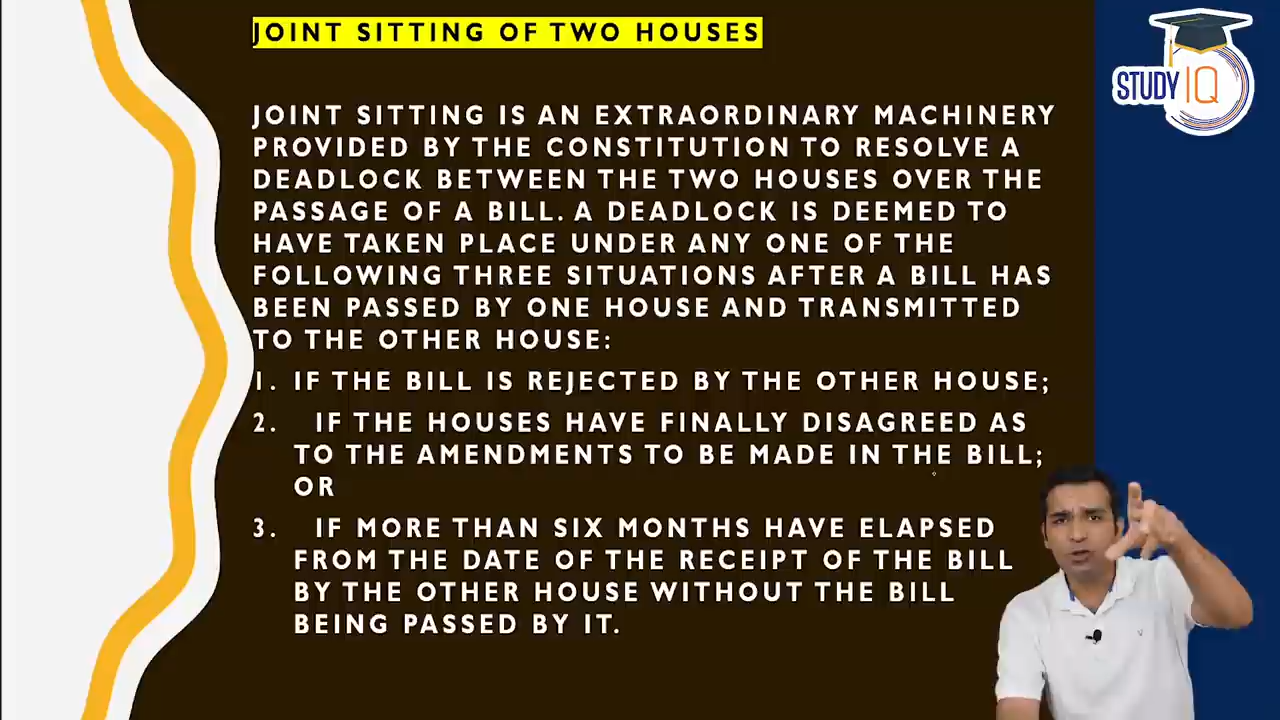 JOINT SITTING OF TWO HOUSES
STUDY IQ
JOINT SITTING IS AN EXTRAORDINARY MACHINERY
PROVIDED BY THE CONSTITUTION TO RESOLVE A
DEADLOCK BETWEEN THE TWO HOUSES OVER THE
PASSAGE OF A BILL. A DEADLOCK IS DEEMED TO
HAVE TAKEN PLACE UNDER ANY ONE OF THE
FOLLOWING THREE SITUATIONS AFTER A BILL HAS
BEEN PASSED BY ONE HOUSE AND TRANSMITTED
TO THE OTHER HOUSE:
1. IF THE BILL IS REJECTED BY THE OTHER HOUSE;
2. IF THE HOUSES HAVE FINALLY DISAGREED AS
TO THE AMENDMENTS TO BE MADE IN THE BILL;
OR
3. IF MORE THAN SIX MONTHS HAVE ELAPSED
FROM THE DATE OF THE RECEIPT OF THE BILL
BY THE OTHER HOUSE WITHOUT THE BILL
BEING PASSED BY IT.